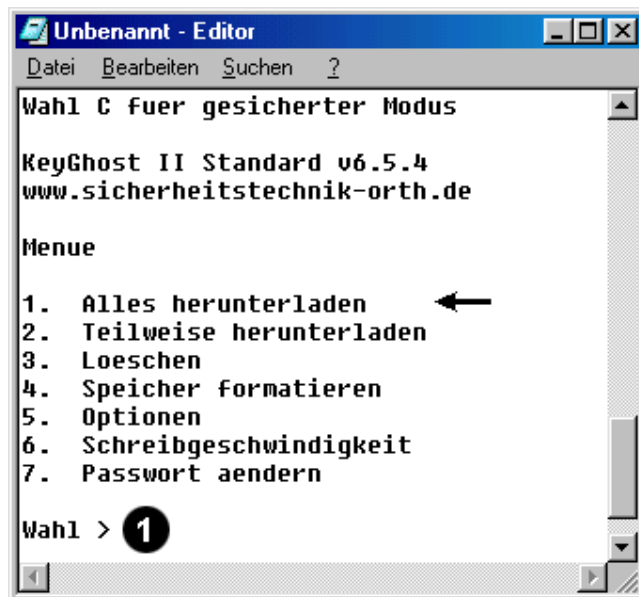 Unbenannt - Editor
Datei Bearbeiten Suchen ?
Wahl C fuer gesicherter Modus
KeyGhost II Standard v6.5.4
www.sicherheitstechnik-orth.de
Menue
1. Alles herunterladen
2. Teilweise herunterladen
3. Loeschen
4. Speicher formatieren
5. Optionen
6. Schreibgeschwindigkeit
7. Passwort aendern
Wahl > 1